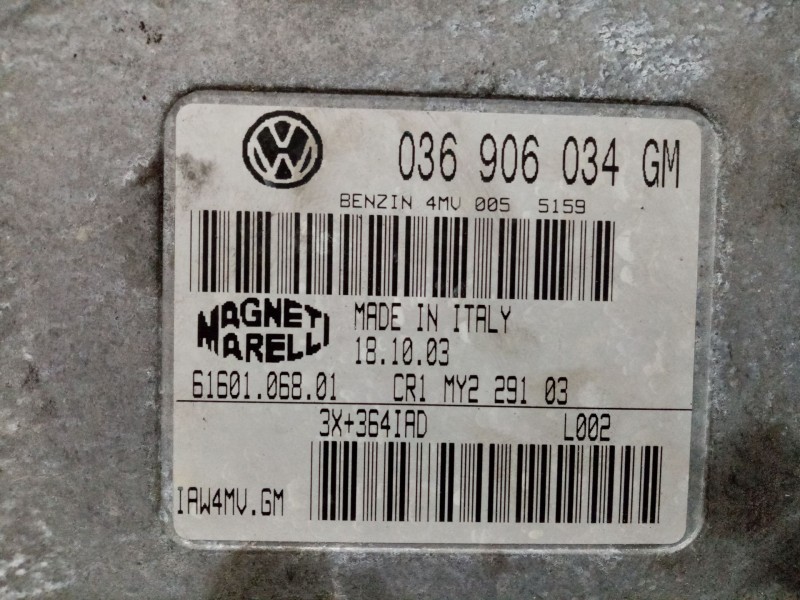 036 906 034 GM
BENZIN 4MV 005 5159
MAGNETI
MARELLI
MADE IN ITALY
18.10.03
61601.068.01 CR1 MY2 291 03
3X+364IAD L002
IAW4MV.GM